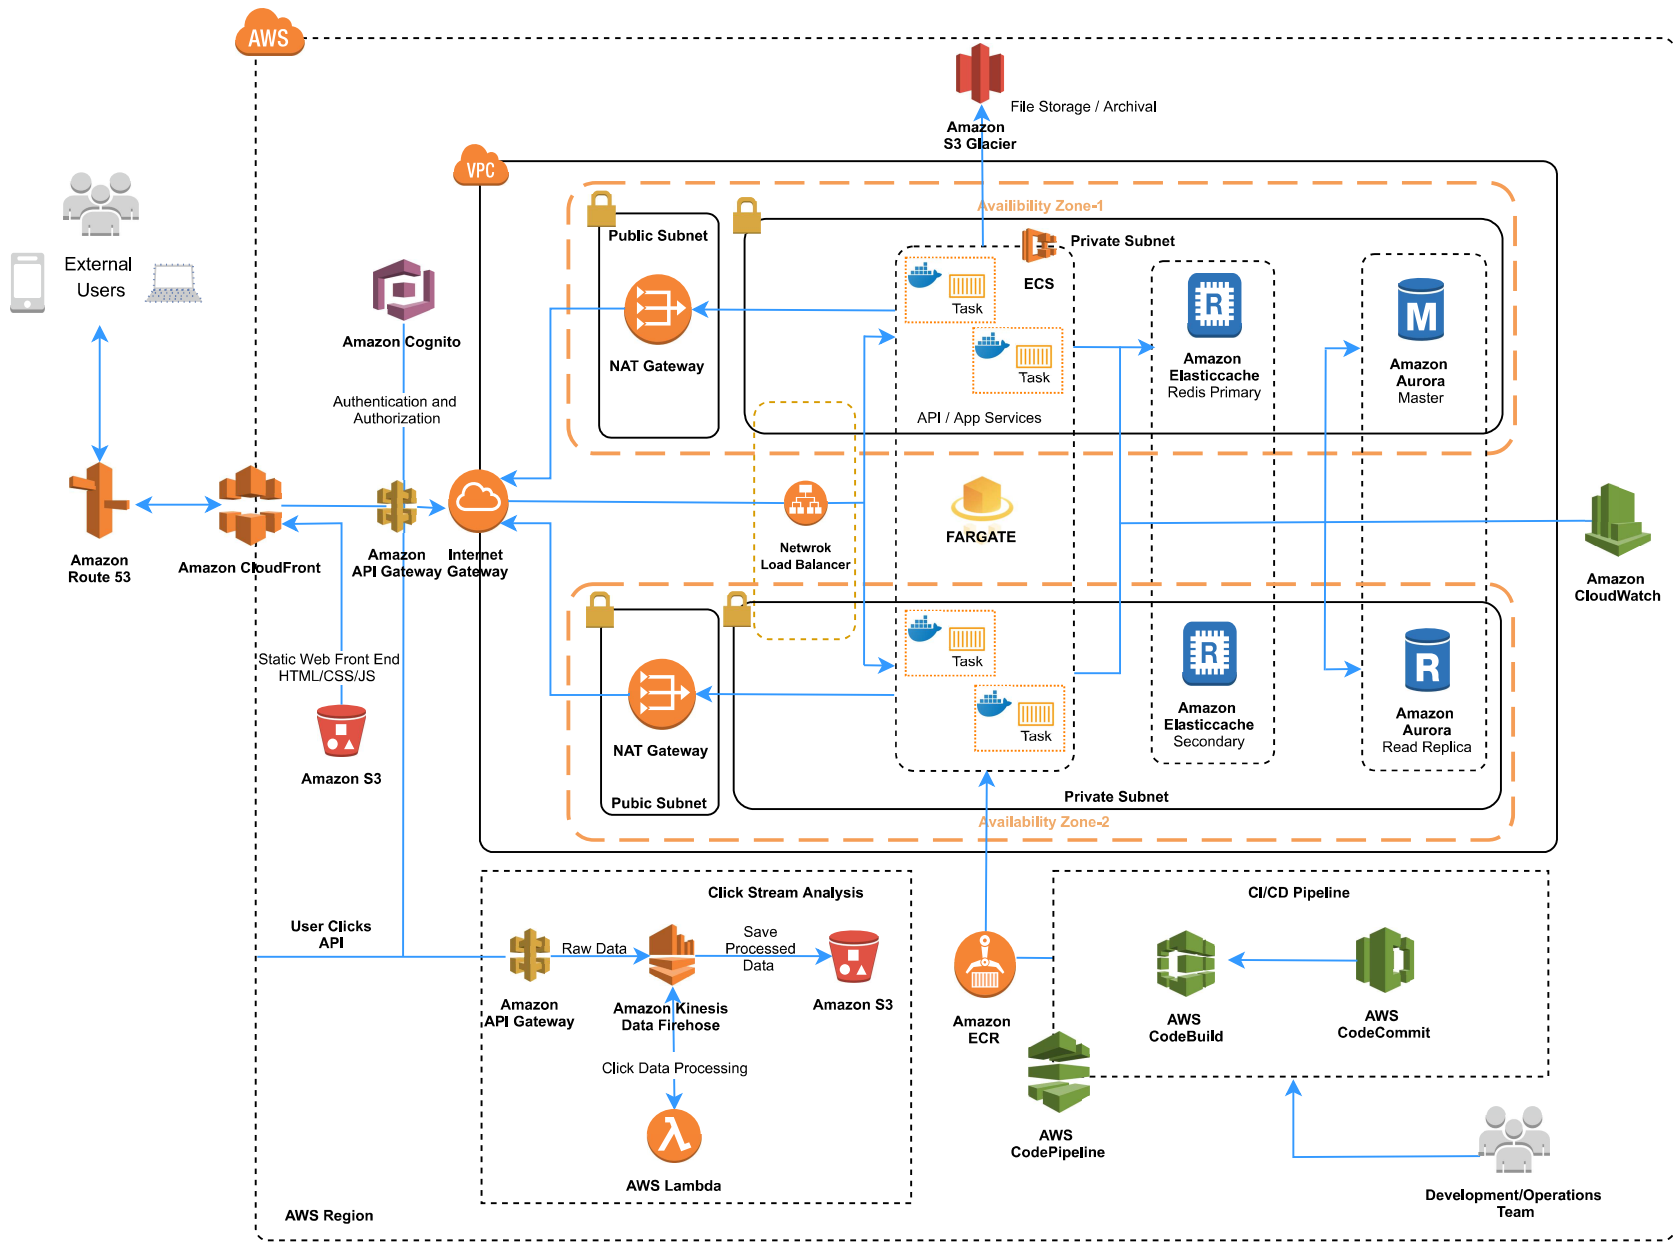 AWS
File Storage / Archival
Amazon
S3 Glacier
VPC
Availibility Zone-1
Public Subnet
Private Subnet
External
Users
ECS
Task
Amazon Cognito
NAT Gateway
Task
Amazon
Elasticcache
Redis Primary
M
Amazon
Aurora
Master
R
Authentication and
Authorization
API / App Services
Amazon
Route 53
Amazon CloudFront
Amazon
API Gateway
Internet
Gateway
Netwrok
Load Balancer
FARGATE
Amazon
CloudWatch
Static Web Front End
HTML/CSS/JS
Amazon S3
Task
Task
NAT Gateway
R
Amazon
Elasticcache
Secondary
R
Amazon
Aurora
Read Replica
Pubic Subnet
Private Subnet
Availability Zone-2
Click Stream Analysis
CI/CD Pipeline
User Clicks
API
Raw Data
Save
Processed
Data
Amazon
API Gateway
Amazon Kinesis
Data Firehose
Amazon S3
Amazon
ECR
AWS
CodeBuild
AWS
CodeCommit
Click Data Processing
AWS
CodePipeline
AWS Lambda
Development/Operations
Team
AWS Region